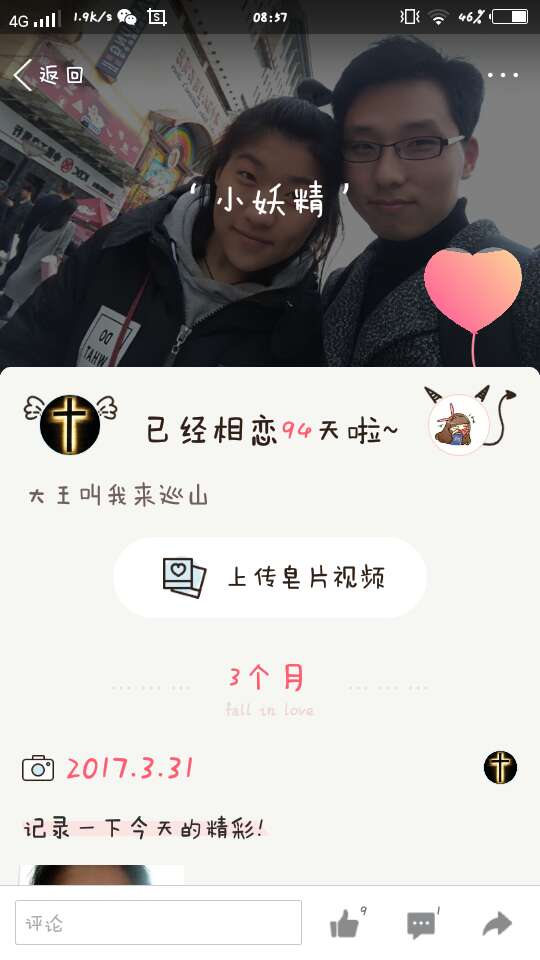 4G 1.9k/s 08:57 46%
返回
“小妖精”
OD
WHAT
已经相恋94天啦~
大王叫我来巡山
上传皂片视频
3个月
fall in love
2017.3.31
记录一下今天的精彩!
评论 9 1